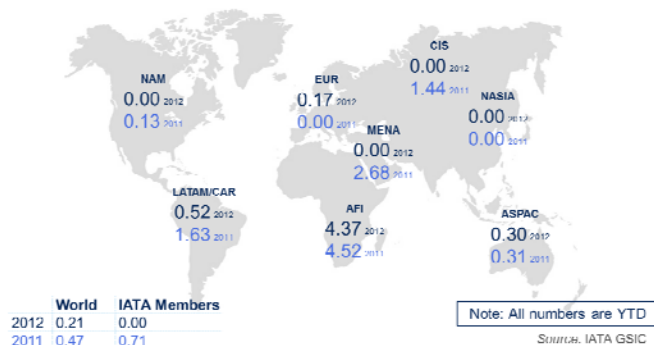 CIS
0.00 2012
1.44 2011
NAM
0.00 2012
0.13 2011
EUR
0.17 2012
0.00 2011
NASIA
0.00 2012
0.00 2011
MENA
0.00 2012
2.68 2011
LATAM/CAR
0.52 2012
1.63 2011
AFI
4.37 2012
4.52 2011
ASPAC
0.30 2012
0.31 2011
World IATA Members
2012 0.21 0.00
2011 0.47 0.71
Note: All numbers are YTD
Source: IATA GSIC